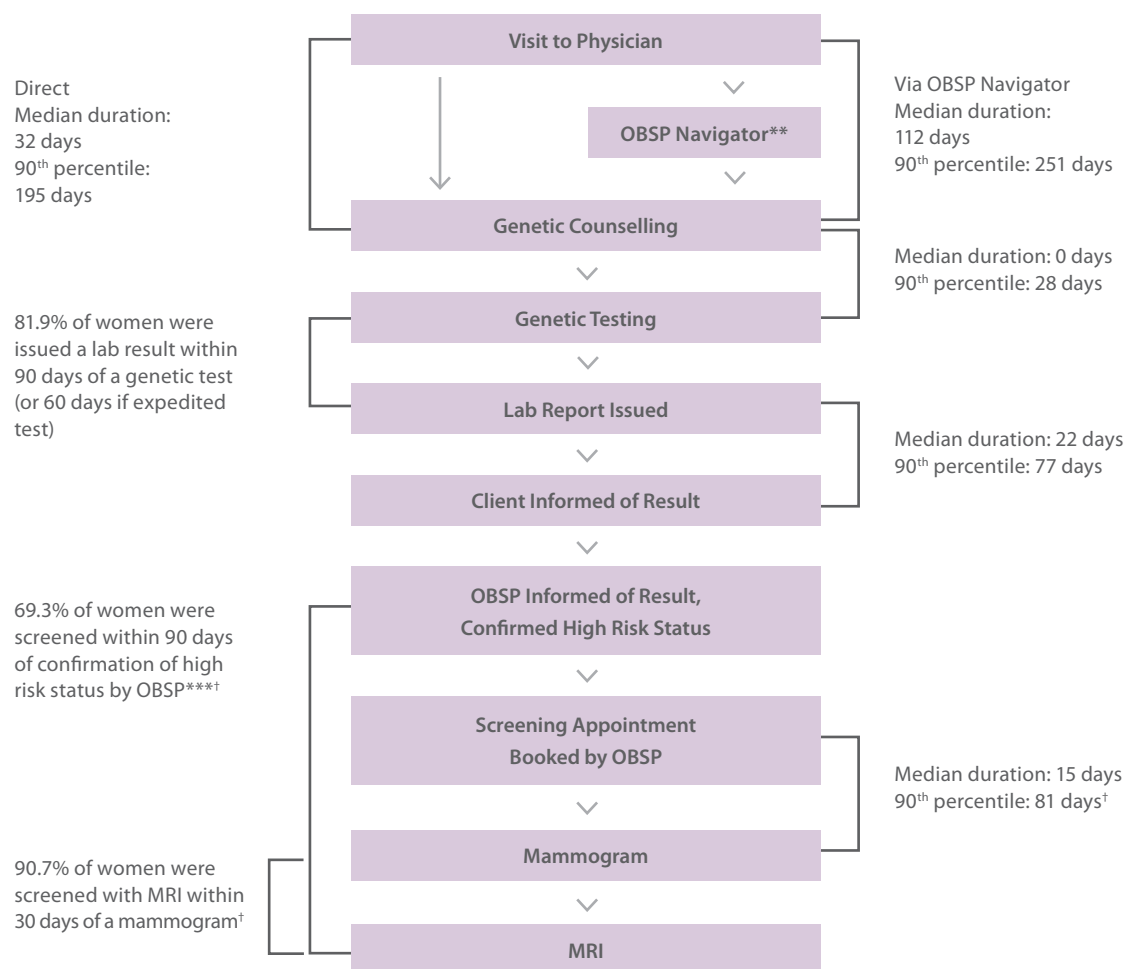 Visit to Physician
Direct
Median duration:
32 days
90th percentile:
195 days
Via OBSP Navigator
Median duration:
112 days
90th percentile: 251 days
OBSP Navigator**
Genetic Counselling
Median duration: 0 days
90th percentile: 28 days
Genetic Testing
81.9% of women were
issued a lab result within
90 days of a genetic test
(or 60 days if expedited
test)
Lab Report Issued
Median duration: 22 days
90th percentile: 77 days
Client Informed of Result
OBSP Informed of Result,
Confirmed High Risk Status
69.3% of women were
screened within 90 days
of confirmation of high
risk status by OBSP***†
Screening Appointment
Booked by OBSP
Median duration: 15 days
90th percentile: 81 days†
Mammogram
90.7% of women were
screened with MRI within
30 days of a mammogram†
MRI